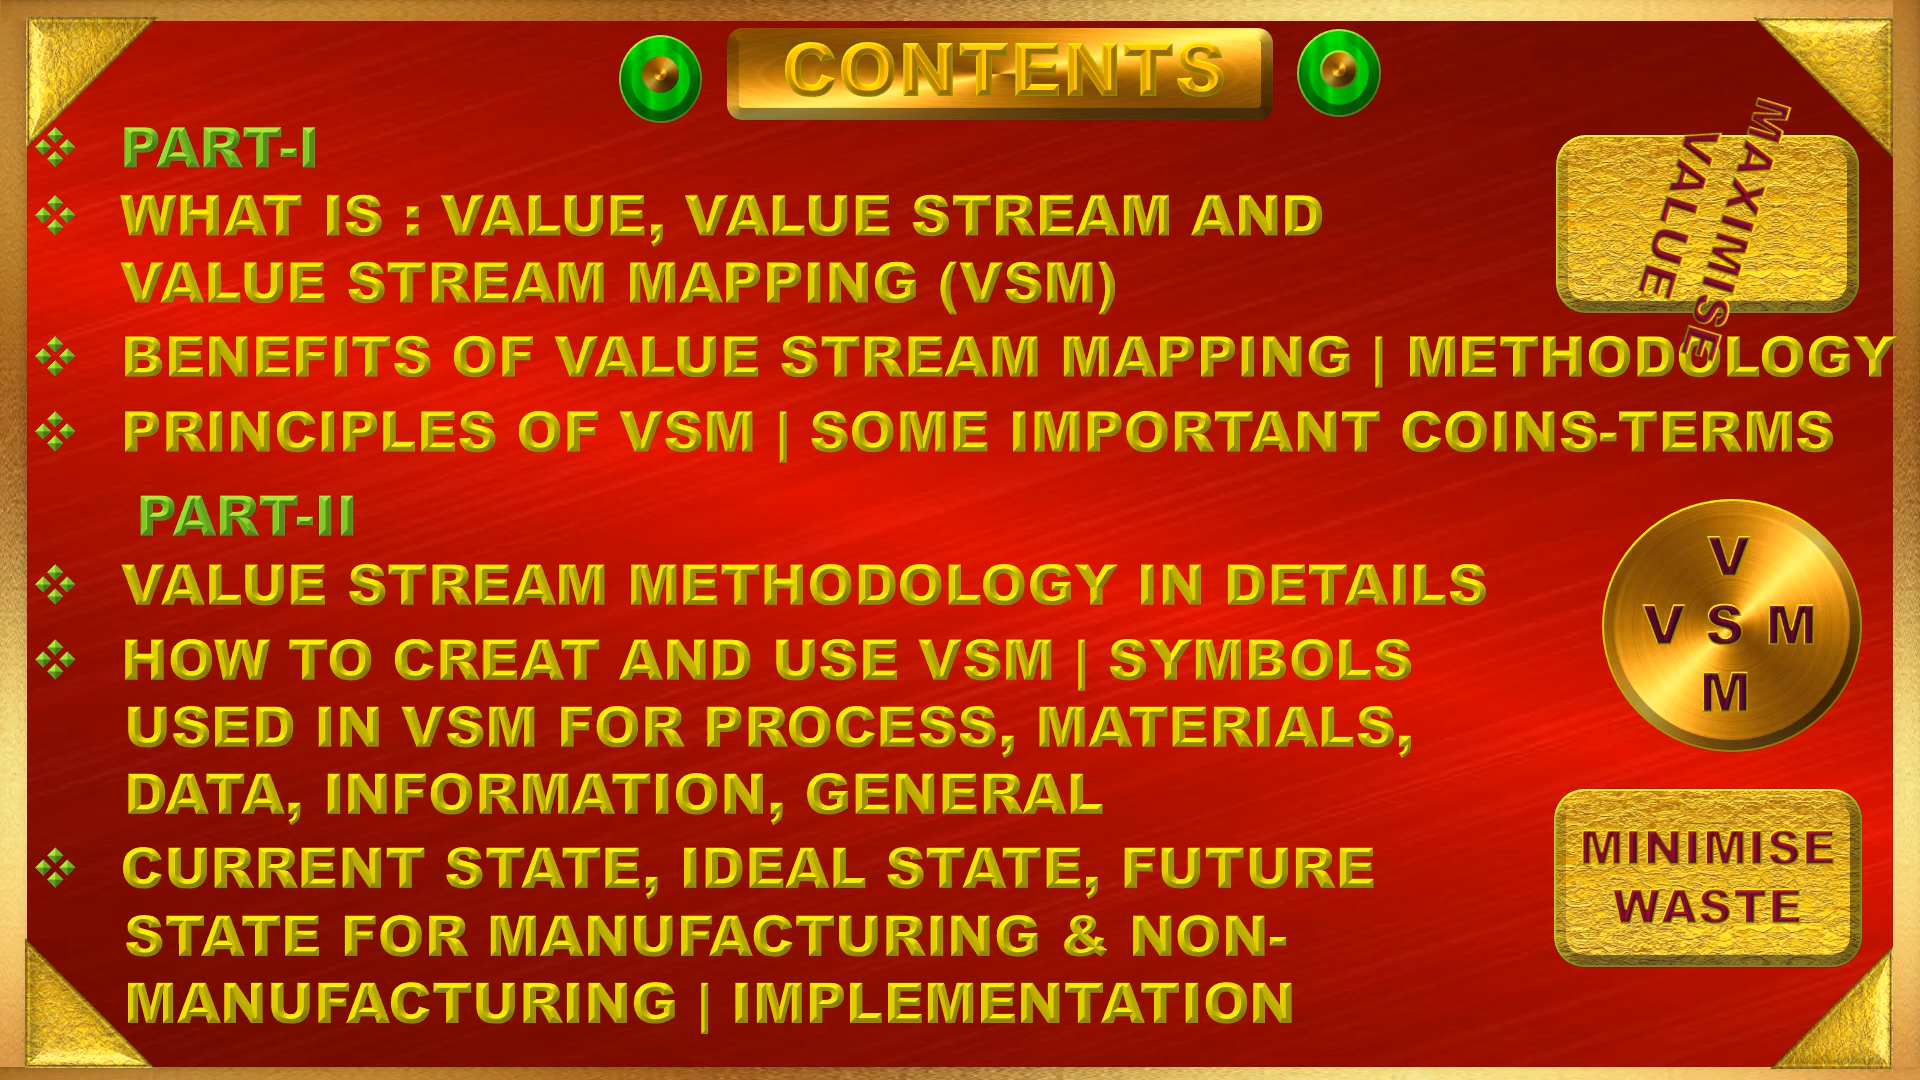 CONTENTS
PART-I
WHAT IS : VALUE, VALUE STREAM AND
VALUE STREAM MAPPING (VSM)
BENEFITS OF VALUE STREAM MAPPING | METHODOLOGY
PRINCIPLES OF VSM | SOME IMPORTANT COINS-TERMS
PART-II
VALUE STREAM METHODOLOGY IN DETAILS
HOW TO CREAT AND USE VSM | SYMBOLS
USED IN VSM FOR PROCESS, MATERIALS,
DATA, INFORMATION, GENERAL
CURRENT STATE, IDEAL STATE, FUTURE
STATE FOR MANUFACTURING & NON-
MANUFACTURING | IMPLEMENTATION
MAXIMISE
VALUE
V
V S M
M
MINIMISE
WASTE